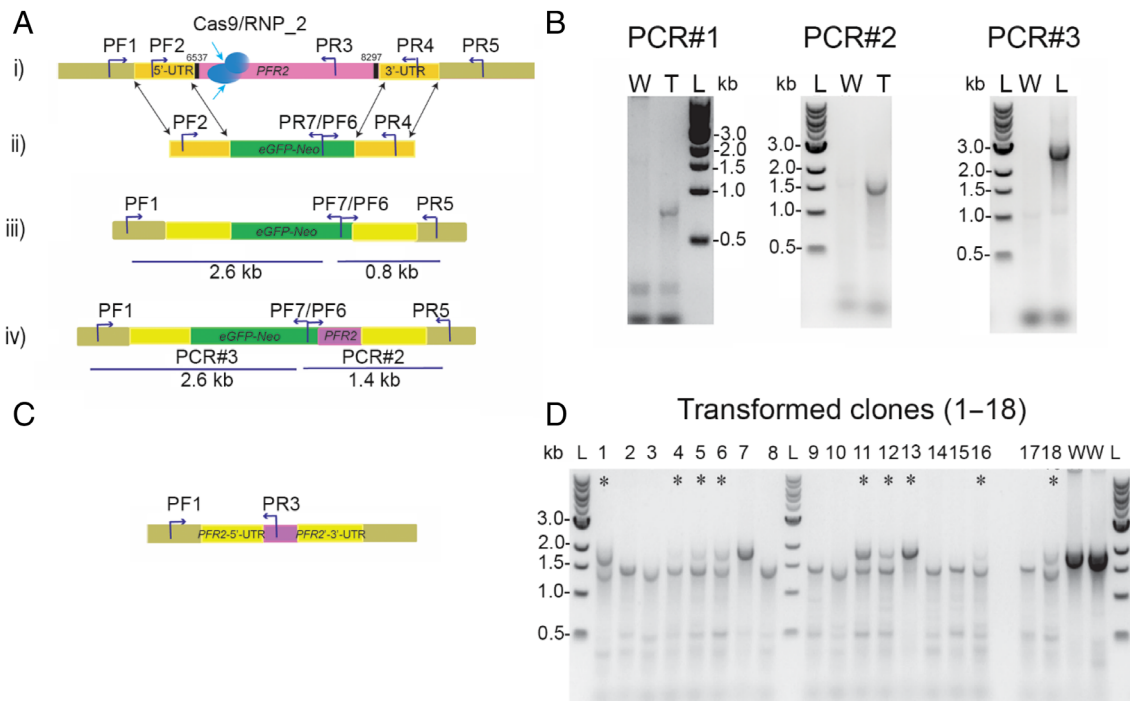 A
Cas9/RNP_2
PF1 PF2 PR3 PR4 PR5
6537 8297
i) 5'-UTR PFR2 3'-UTR
PF2 PR7/PF6 PR4
ii) eGFP-Neo
PF1 PF7/PF6 PR5
iii) eGFP-Neo
2.6 kb 0.8 kb
PF1 PF7/PF6 PR5
iv) eGFP-Neo PFR2
PCR#3 PCR#2
2.6 kb 1.4 kb
B
PCR#1 PCR#2 PCR#3
W T L kb L W T L W L
kb kb
-3.0
-2.0
-1.5
-1.0
-0.5
3.0-
2.0-
1.5-
1.0-
0.5-
3.0-
2.0-
1.5-
1.0-
0.5-
C
PF1 PR3
PFR2-5'-UTR PFR2'-3'-UTR
D
Transformed clones (1–18)
kb L 1 2 3 4 5 6 7 8 L 9 10 11 12 13 14 15 16 17 18 WW L
* * * * * * * * *
3.0-
2.0-
1.5-
1.0-
0.5-